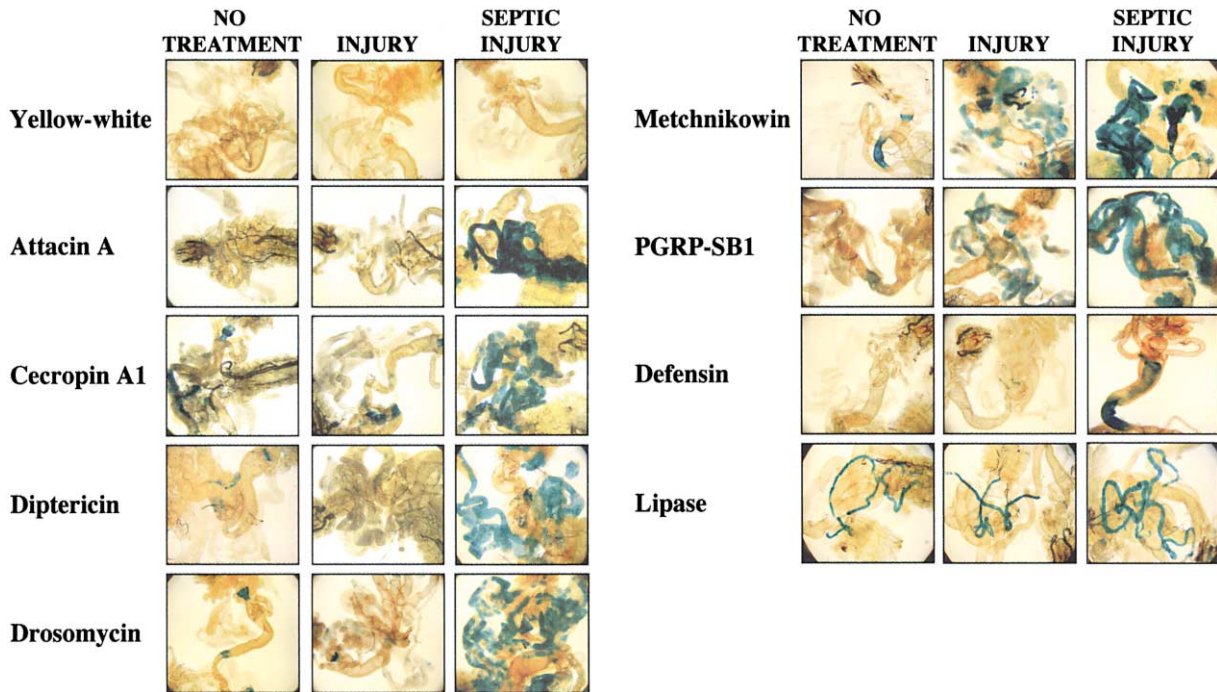 NO
TREATMENT
INJURY
SEPTIC
INJURY
Yellow-white
Attacin A
Cecropin A1
Diptericin
Drosomycin
NO
TREATMENT
INJURY
SEPTIC
INJURY
Metchnikowin
PGRP-SB1
Defensin
Lipase